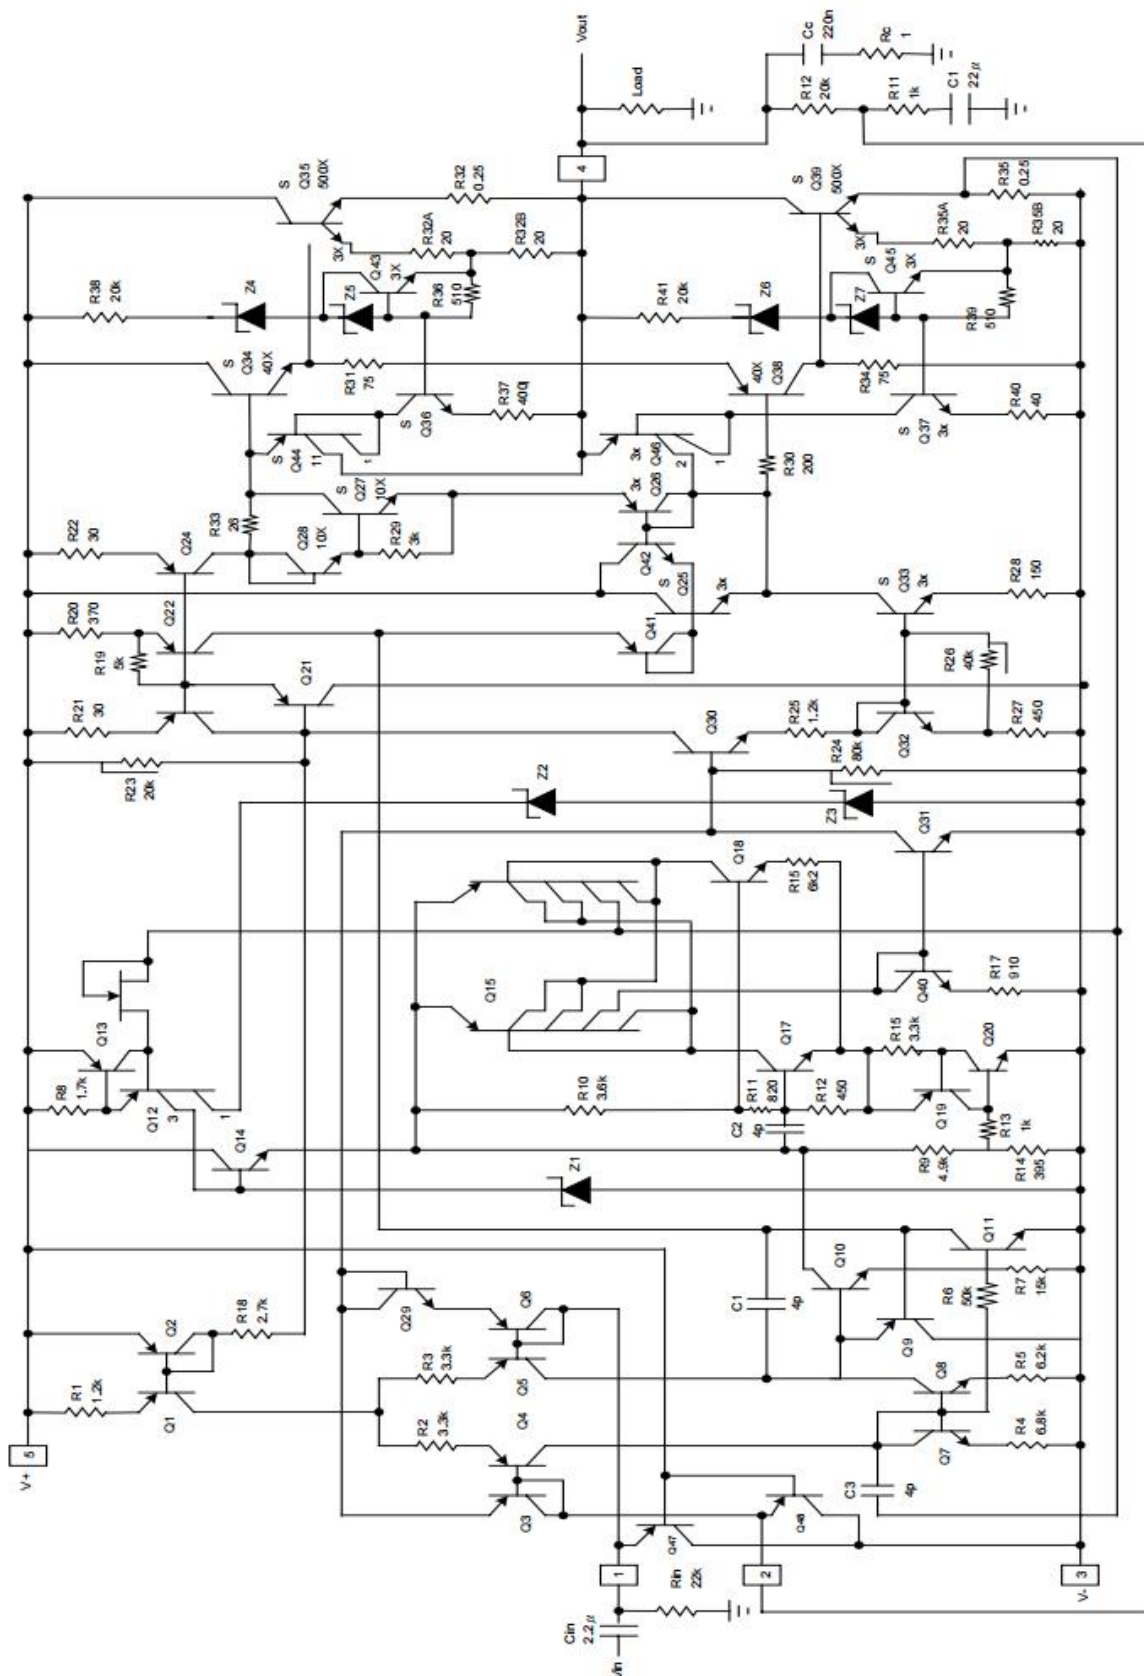 Vout
Cc
220n
Rc
1
Load
R12
20k
R11
1k
C1
22µ
4
S
Q35
500X
R32
0.25
S
Q39
500X
R35
0.25
3X
R32A
20
R32B
20
3X
R35A
20
R35B
20
Q43
3X
S
Q45
3X
R38
20k
Z4
Z5
R36
510
R41
20k
Z6
Z7
R39
510
S
Q34
40X
R31
75
40X
Q38
R34
75
S
Q36
R37
400j
S
Q37
3x
R40
40
S
Q44
11
1
3x
Q46
2
1
R30
200
S
Q27
10X
3x
Q26
R33
26
Q28
10X
R29
3k
R22
30
Q24
Q42
Q25
S
3x
S
Q33
3x
R28
150
R20
370
Q22
R19
5k
Q41
R26
40k
R21
30
Q21
Q30
R25
1.2k
Q32
R27
450
R23
20k
R24
80k
Z2
Z3
Q31
Q18
R15
6k2
Q15
Q40
R17
910
Q13
R8
1.7k
Q12
3
1
Q17
R15
3.3k
Q20
R10
3.6k
R11
820
R12
450
Q19
C2
4p
R13
1k
Q14
R9
4.9k
R14
395
Z1
Q10
Q11
C1
4p
R6
50k
R7
15k
Q9
Q2
R18
2.7k
Q29
Q6
R1
1.2k
Q1
R3
3.3k
Q5
Q8
R5
6.2k
R2
3.3k
Q4
Q3
Q7
R4
6.8k
C3
4p
V+
5
Q47
Q48
1
Rin
22k
2
3
V-
Cin
2.2µ
Vin